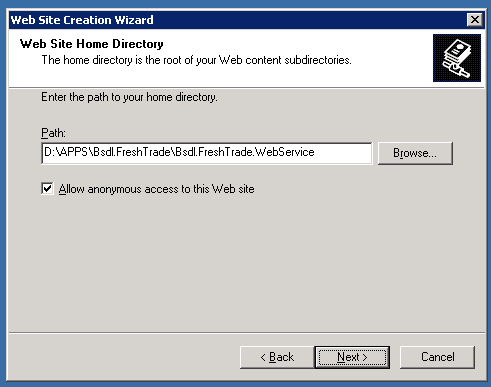 Web Site Creation Wizard
Web Site Home Directory
The home directory is the root of your Web content subdirectories.
Enter the path to your home directory.
Path:
D:\APPS\Bsdl.FreshTrade\Bsdl.FreshTrade.WebService
Browse...
Allow anonymous access to this Web site
< Back
Next >
Cancel